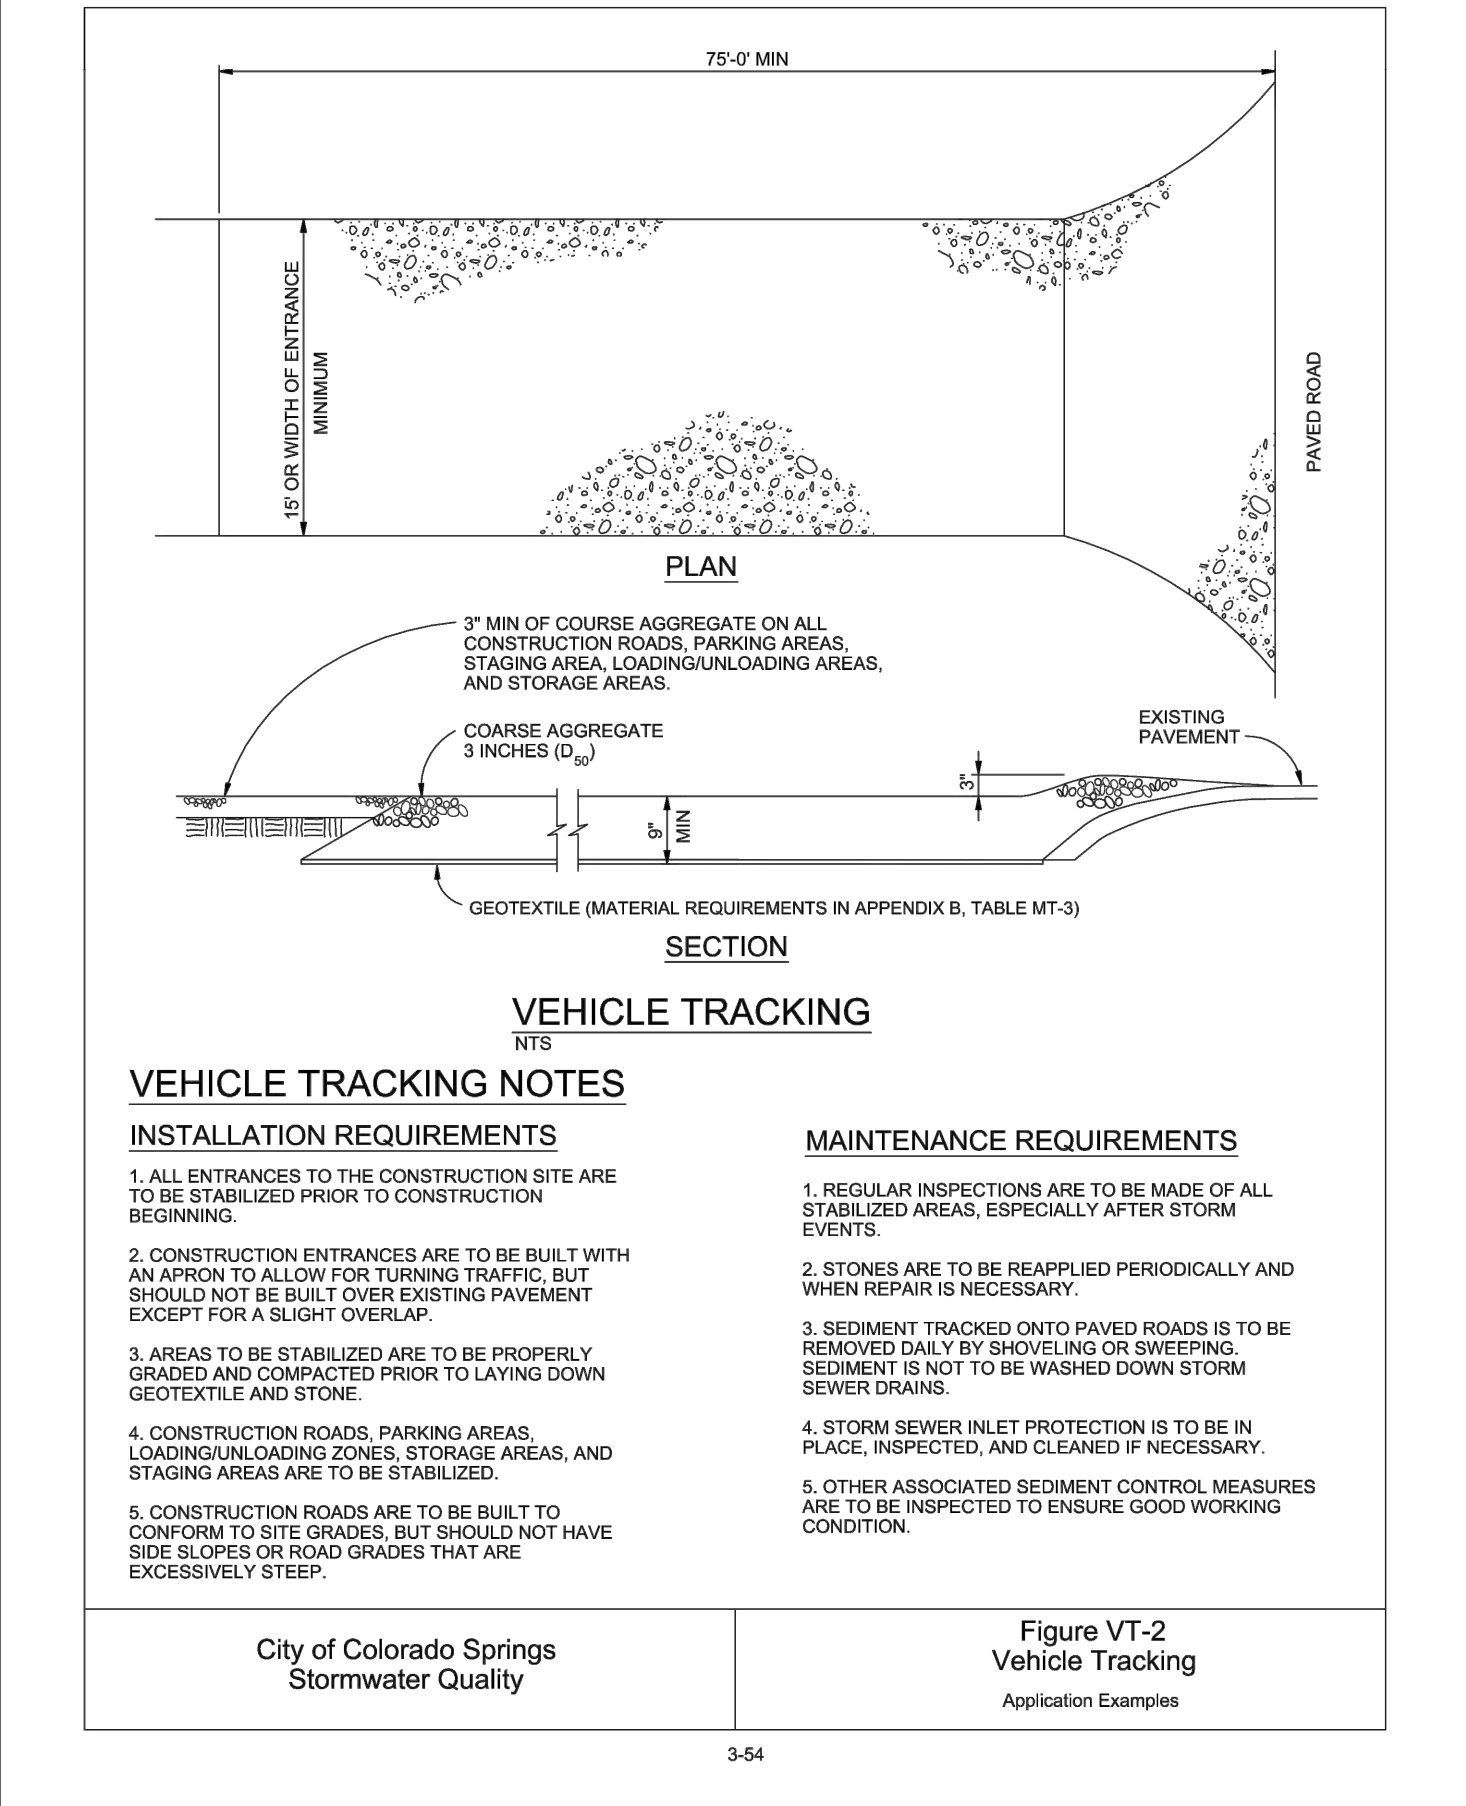 75'-0' MIN
15' OR WIDTH OF ENTRANCE
MINIMUM
PAVED ROAD
PLAN
3" MIN OF COURSE AGGREGATE ON ALL
CONSTRUCTION ROADS, PARKING AREAS,
STAGING AREA, LOADING/UNLOADING AREAS,
AND STORAGE AREAS.
COARSE AGGREGATE
3 INCHES (D50)
EXISTING
PAVEMENT
3"
9"
MIN
GEOTEXTILE (MATERIAL REQUIREMENTS IN APPENDIX B, TABLE MT-3)
SECTION
VEHICLE TRACKING
NTS
VEHICLE TRACKING NOTES
INSTALLATION REQUIREMENTS
1. ALL ENTRANCES TO THE CONSTRUCTION SITE ARE
TO BE STABILIZED PRIOR TO CONSTRUCTION
BEGINNING.
2. CONSTRUCTION ENTRANCES ARE TO BE BUILT WITH
AN APRON TO ALLOW FOR TURNING TRAFFIC, BUT
SHOULD NOT BE BUILT OVER EXISTING PAVEMENT
EXCEPT FOR A SLIGHT OVERLAP.
3. AREAS TO BE STABILIZED ARE TO BE PROPERLY
GRADED AND COMPACTED PRIOR TO LAYING DOWN
GEOTEXTILE AND STONE.
4. CONSTRUCTION ROADS, PARKING AREAS,
LOADING/UNLOADING ZONES, STORAGE AREAS, AND
STAGING AREAS ARE TO BE STABILIZED.
5. CONSTRUCTION ROADS ARE TO BE BUILT TO
CONFORM TO SITE GRADES, BUT SHOULD NOT HAVE
SIDE SLOPES OR ROAD GRADES THAT ARE
EXCESSIVELY STEEP.
MAINTENANCE REQUIREMENTS
1. REGULAR INSPECTIONS ARE TO BE MADE OF ALL
STABILIZED AREAS, ESPECIALLY AFTER STORM
EVENTS.
2. STONES ARE TO BE REAPPLIED PERIODICALLY AND
WHEN REPAIR IS NECESSARY.
3. SEDIMENT TRACKED ONTO PAVED ROADS IS TO BE
REMOVED DAILY BY SHOVELING OR SWEEPING.
SEDIMENT IS NOT TO BE WASHED DOWN STORM
SEWER DRAINS.
4. STORM SEWER INLET PROTECTION IS TO BE IN
PLACE, INSPECTED, AND CLEANED IF NECESSARY.
5. OTHER ASSOCIATED SEDIMENT CONTROL MEASURES
ARE TO BE INSPECTED TO ENSURE GOOD WORKING
CONDITION.
City of Colorado Springs
Stormwater Quality
Figure VT-2
Vehicle Tracking
Application Examples
3-54